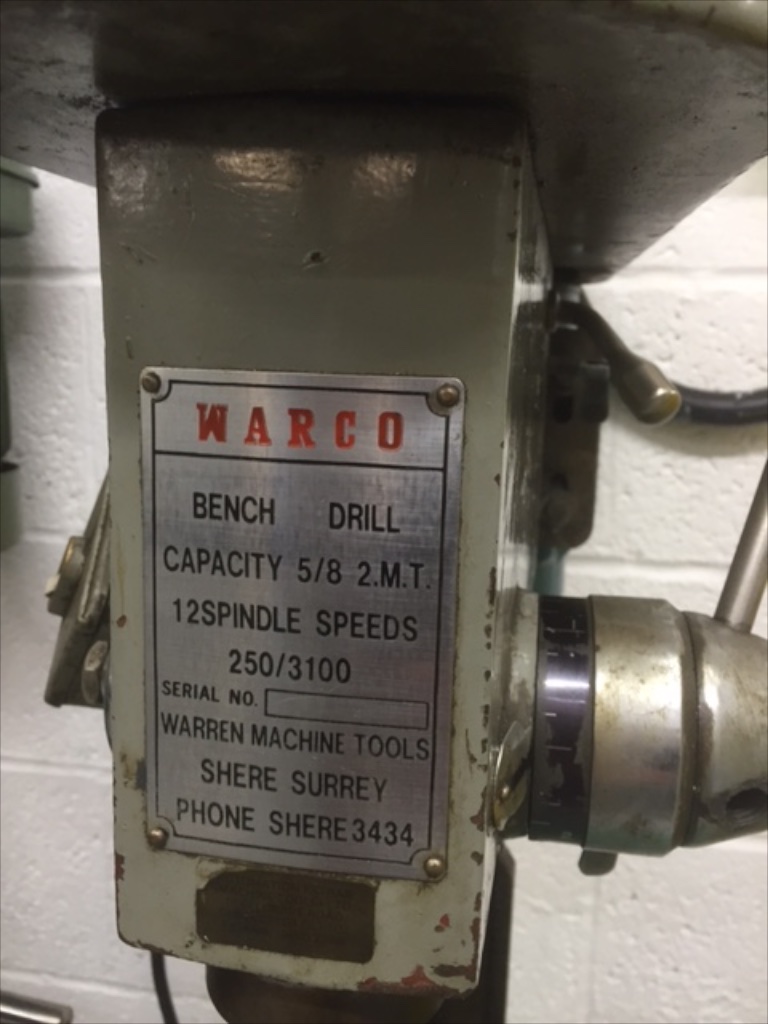 WARCO
BENCH DRILL
CAPACITY 5/8 2.M.T.
12SPINDLE SPEEDS
250/3100
SERIAL NO.
WARREN MACHINE TOOLS
SHERE SURREY
PHONE SHERE 3434